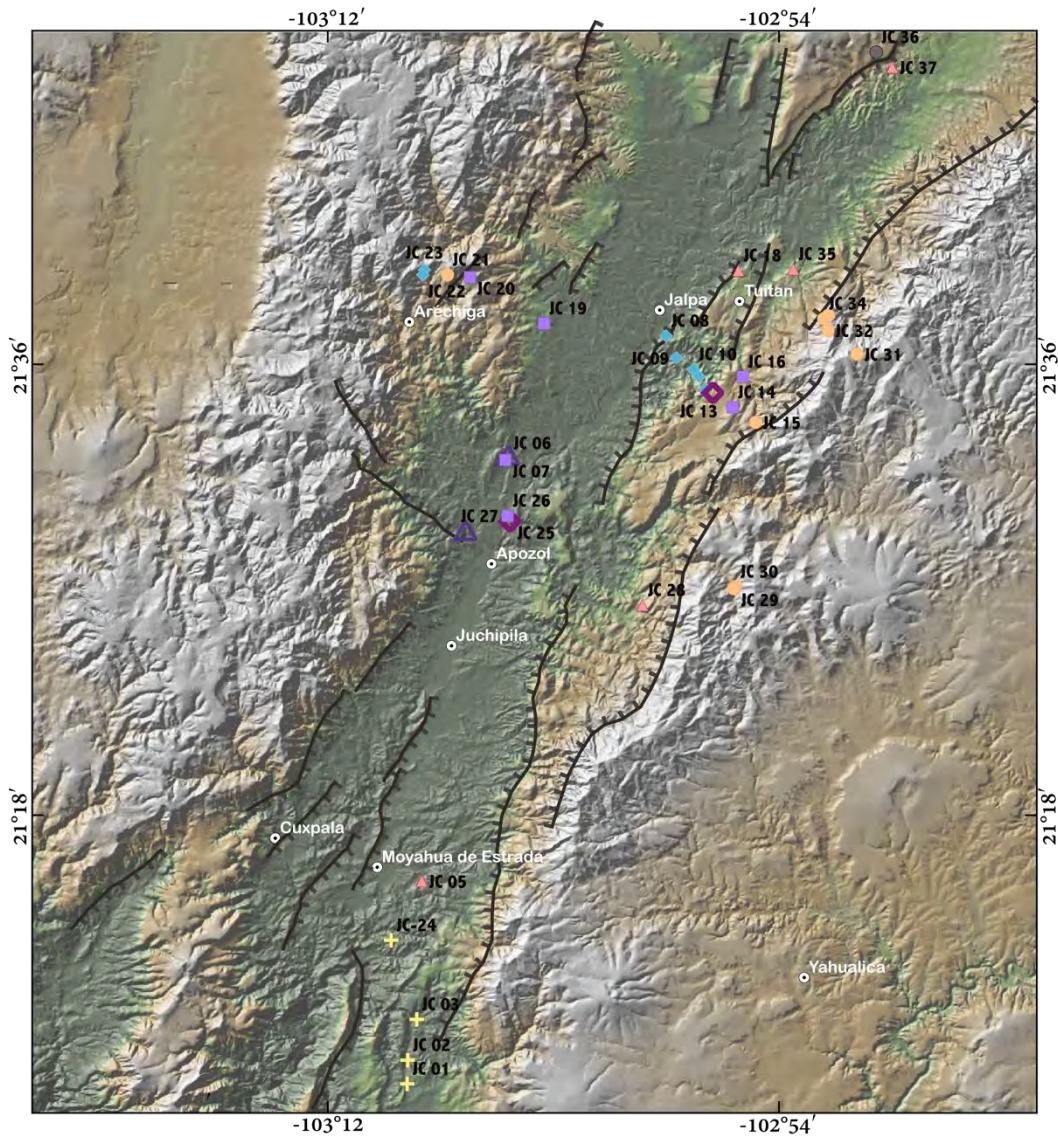 -103°12′
-102°54′
JC 36
JC 37
JC 23
JC 21
JC 22
JC 20
Arechiga
JC 19
JC 18
JC 35
Jalpa
Tuitan
JC 08
JC 34
JC 32
JC 31
JC 09
JC 10
JC 16
JC 14
JC 13
JC 15
21°36′
21°36′
JC 06
JC 07
JC 26
JC 27
JC 25
Apozol
JC 30
JC 29
JC 28
Juchipila
21°18′
21°18′
Cuxpala
Moyahua de Estrada
JC 05
JC-24
Yahualica
JC 03
JC 02
JC 01
-103°12′
-102°54′